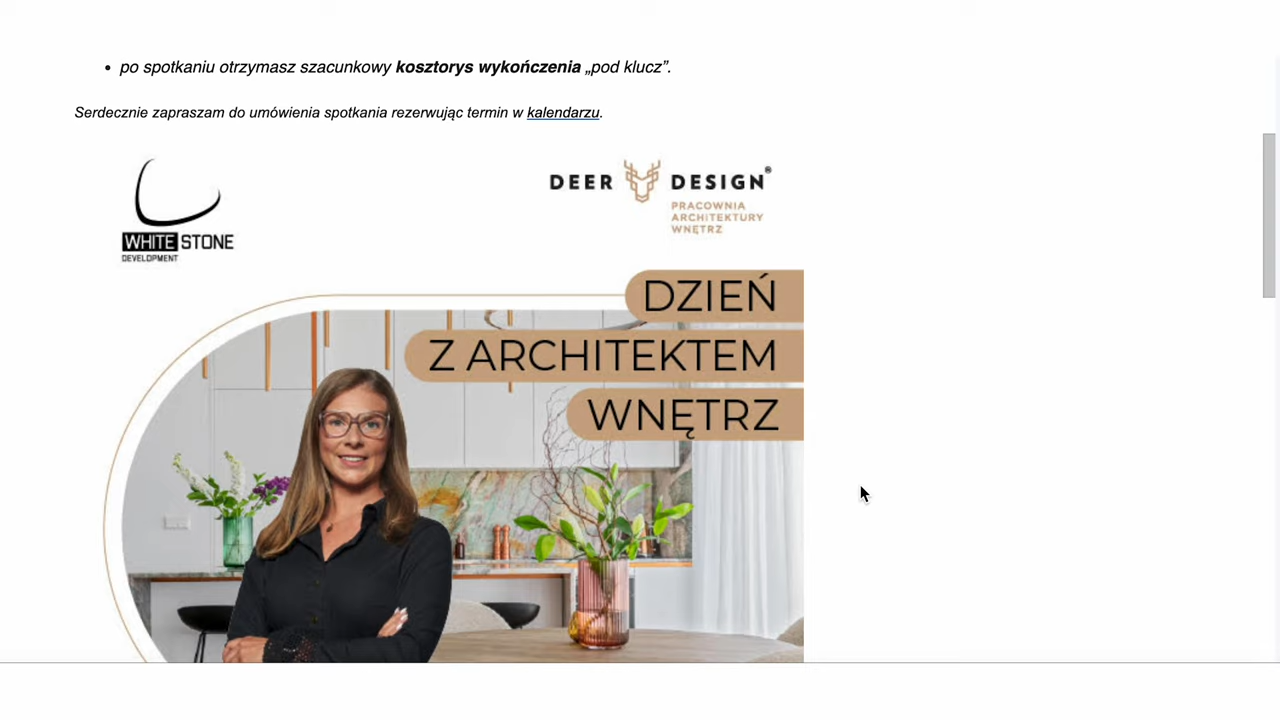 po spotkaniu otrzymasz szacunkowy kosztorys wykończenia „pod klucz”.
Serdecznie zapraszam do umówienia spotkania rezerwując termin w kalendarzu.
WHITE STONE
DEVELOPMENT
DEER DESIGN®
PRACOWNIA
ARCHITEKTURY
WNĘTRZ
DZIEŃ
Z ARCHITEKTEM
WNĘTRZ